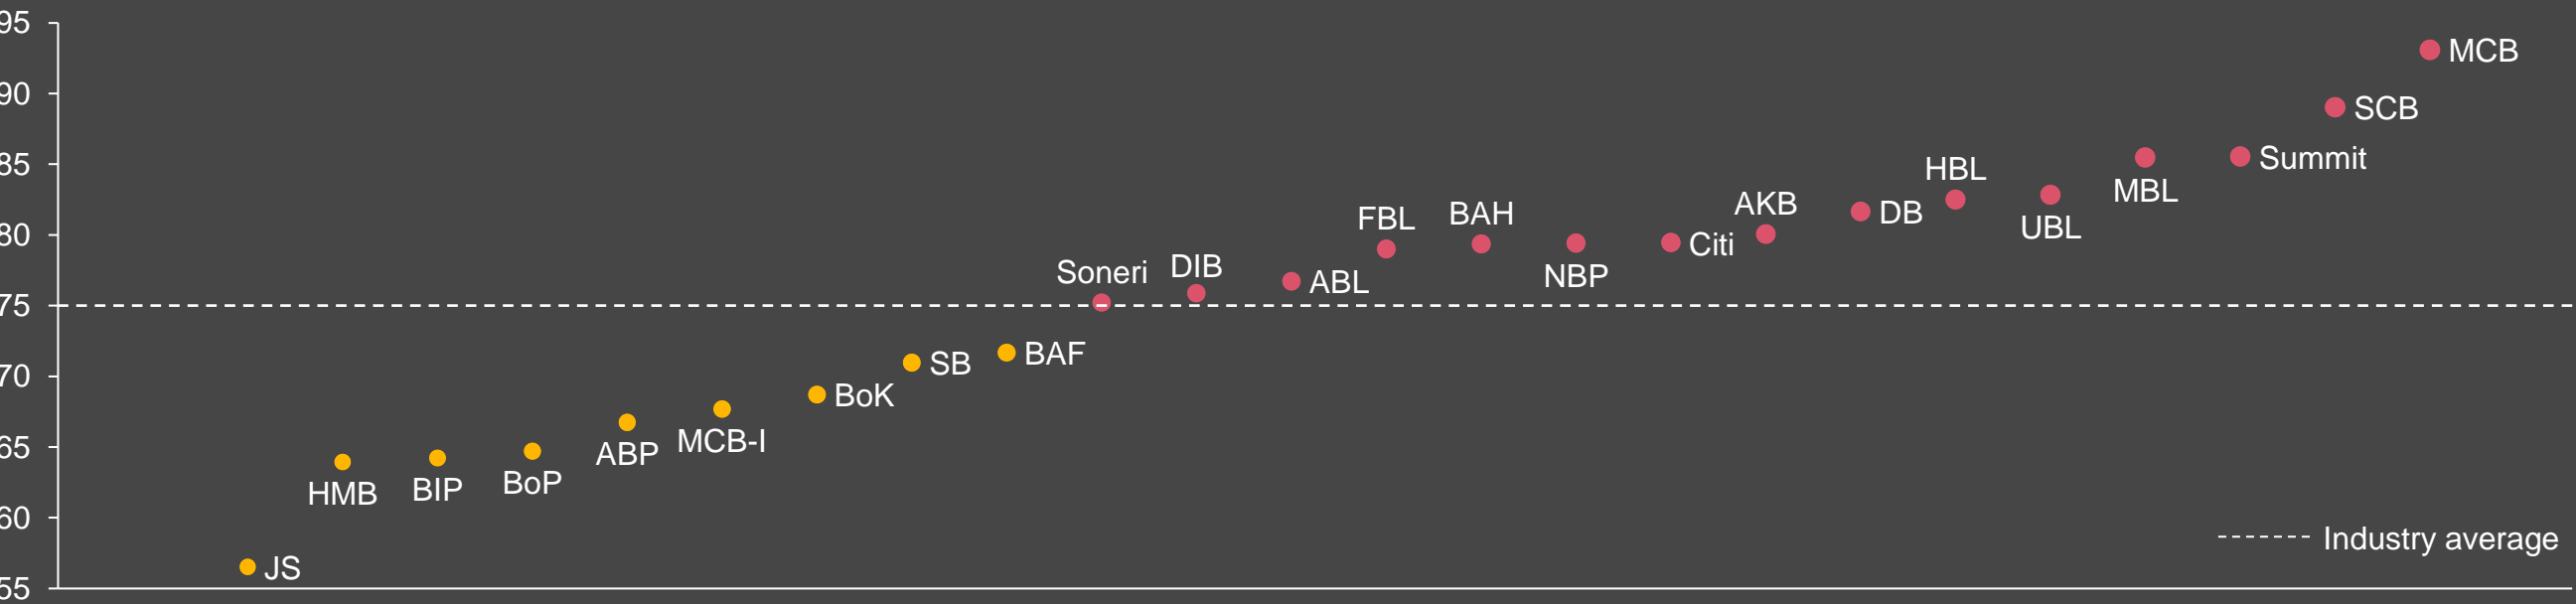 95
90
85
80
75
70
65
60
55
MCB
SCB
Summit
MBL
HBL
UBL
DB
AKB
Citi
BAH
NBP
FBL
ABL
DIB
Soneri
BAF
SB
BoK
MCB-I
ABP
BoP
BIP
HMB
JS
Industry average